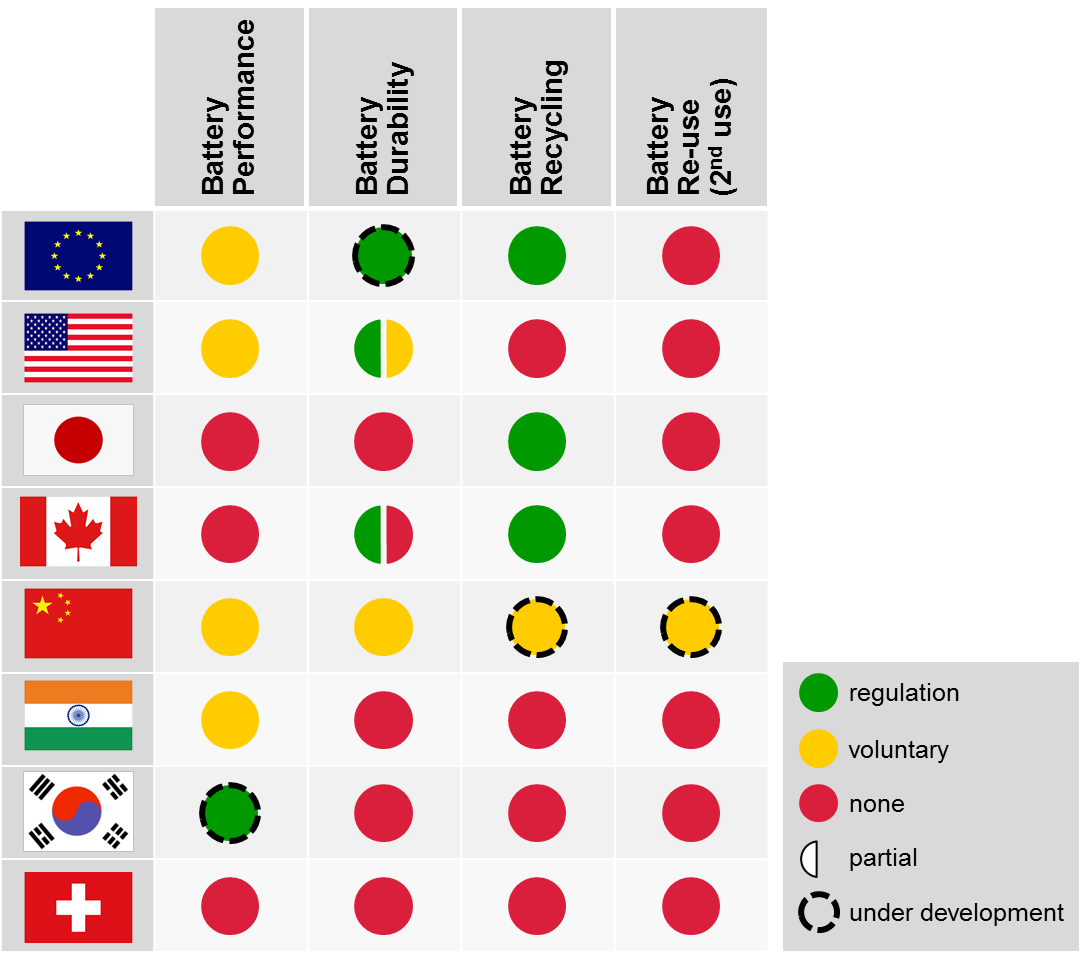 Battery
Performance
Battery
Durability
Battery
Recycling
Battery
Re-use
(2nd use)
regulation
voluntary
none
partial
under development